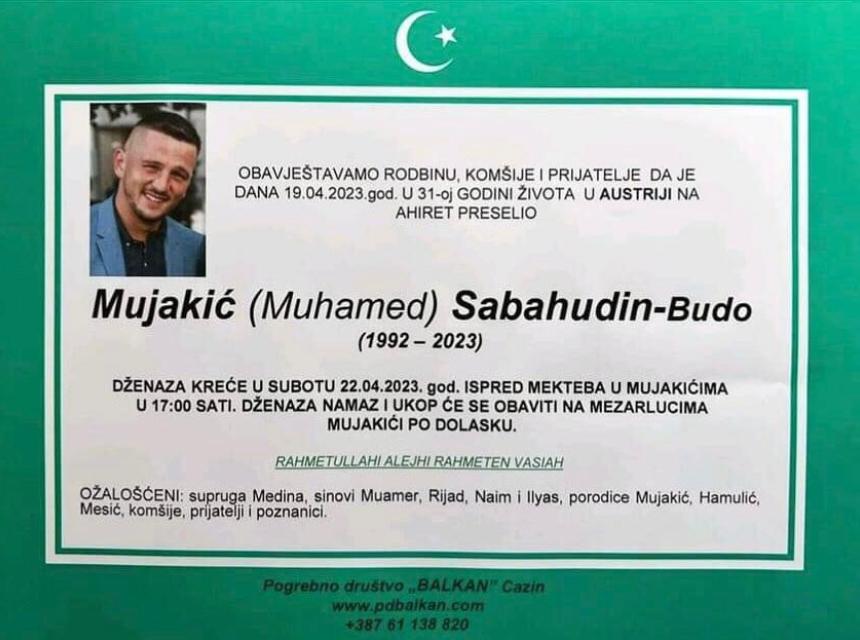 OBAVJEŠTAVAMO RODBINU, KOMŠIJE I PRIJATELJE DA JE
DANA 19.04.2023.god. U 31-oj GODINI ŽIVOTA U AUSTRIJI NA
AHIRET PRESELIO
Mujakić (Muhamed) Sabahudin-Budo
(1992 – 2023)
DŽENAZA KREĆE U SUBOTU 22.04.2023. god. ISPRED MEKTEBA U MUJAKIĆIMA
U 17:00 SATI. DŽENAZA NAMAZ I UKOP ĆE SE OBAVITI NA MEZARLUCIMA
MUJAKIĆI PO DOLASKU.
RAHMETULLAHI ALEJHI RAHMETEN VASIAH
OŽALOŠĆENI: supruga Medina, sinovi Muamer, Rijad, Naim i Ilyas, porodice Mujakić, Hamulić,
Mesić, komšije, prijatelji i poznanici.
Pogrebno društvo „BALKAN" Cazin
www.pdbalkan.com
+387 61 138 820